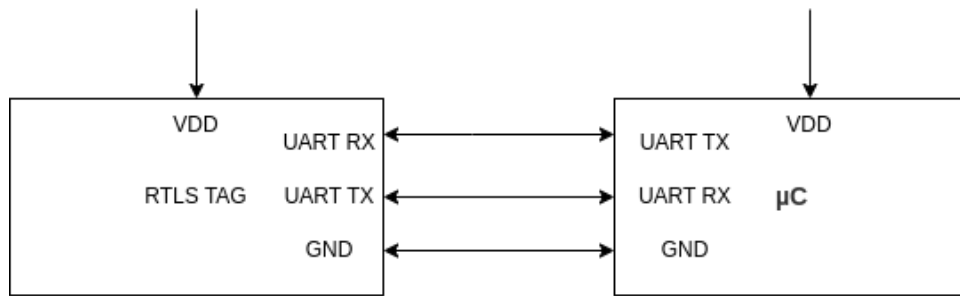 VDD
UART RX
RTLS TAG
UART TX
GND
VDD
UART TX
UART RX
µC
GND